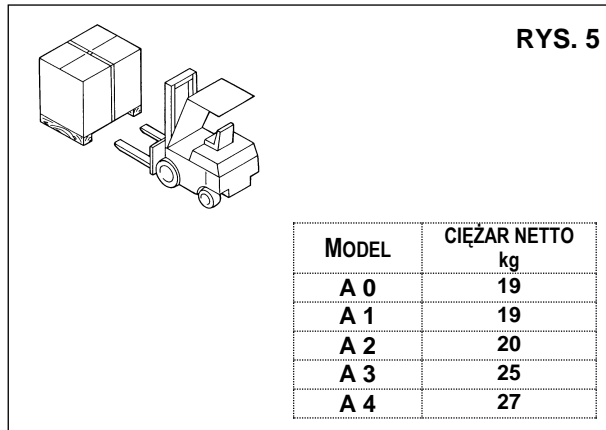 RYS. 5
MODEL CIĘŻAR NETTO
kg
A 0 19
A 1 19
A 2 20
A 3 25
A 4 27